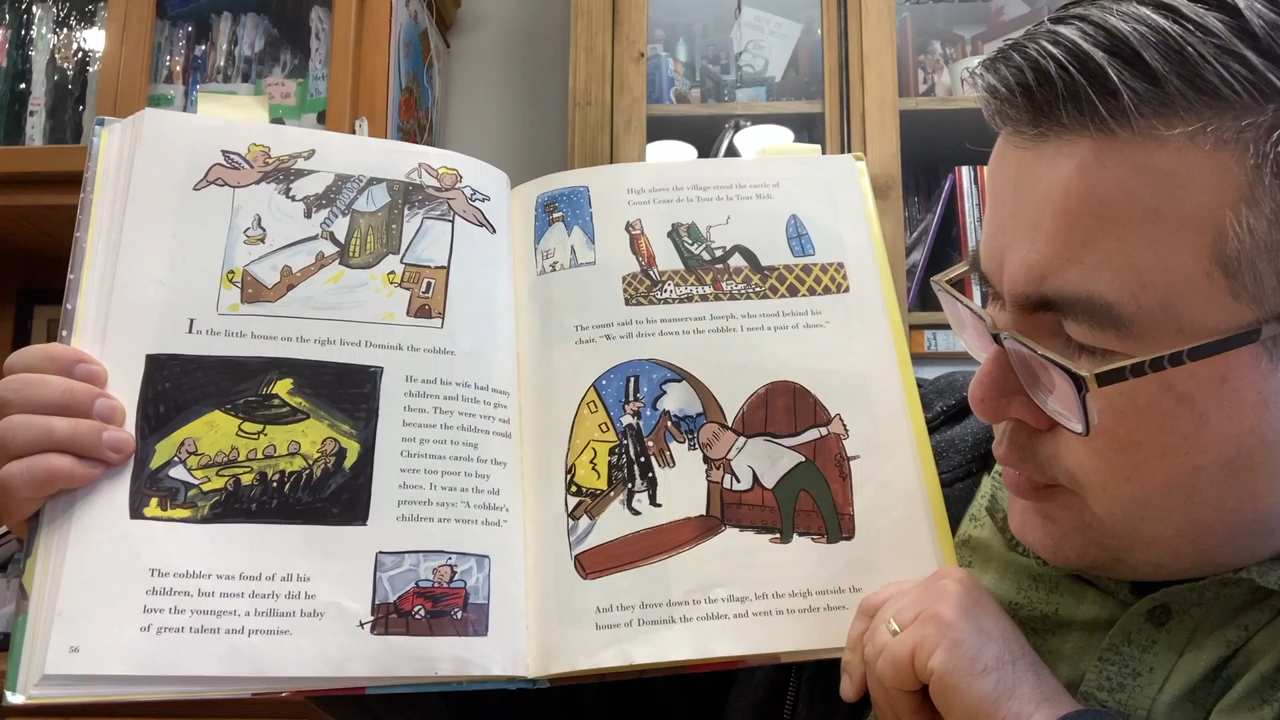 In the little house on the right lived Dominik the cobbler.
He and his wife had many
children and little to give
them. They were very sad
because the children could
not go out to sing
Christmas carols for they
were too poor to buy
shoes. It was as the old
proverb says: "A cobbler's
children are worst shod."
The cobbler was fond of all his
children, but most dearly did he
love the youngest, a brilliant baby
of great talent and promise.
56
High above the village stood the castle of
Count Cesar de la Tour de la Tour Midi.
The count said to his manservant Joseph, who stood behind his
chair, "We will drive down to the cobbler. I need a pair of shoes."
And they drove down to the village, left the sleigh outside the
house of Dominik the cobbler, and went in to order shoes.